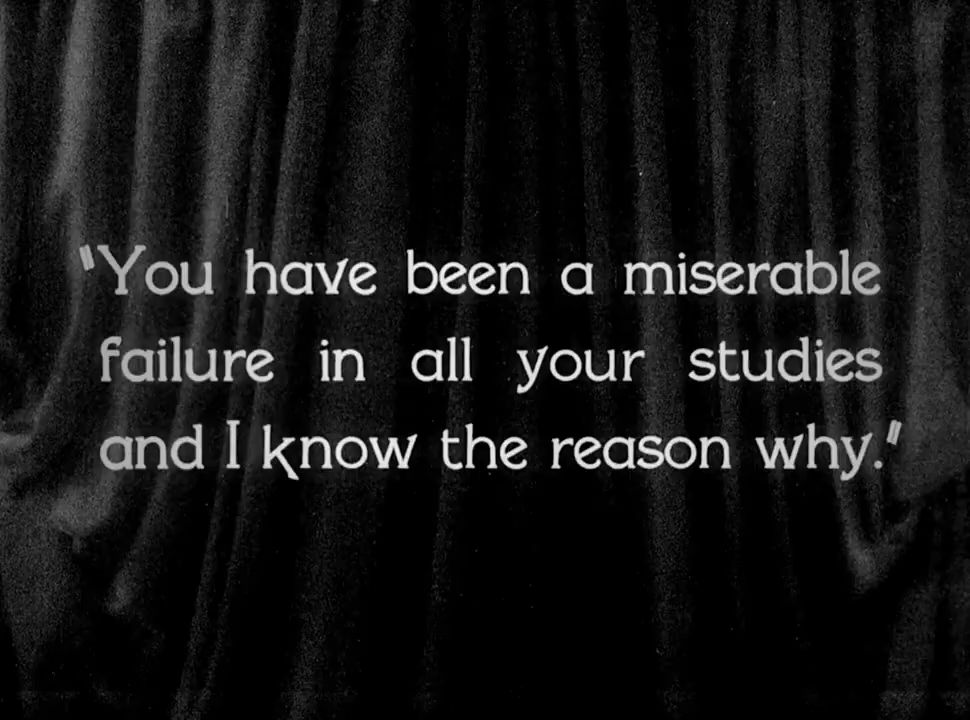 "You have been a miserable
failure in all your studies
and I know the reason why."